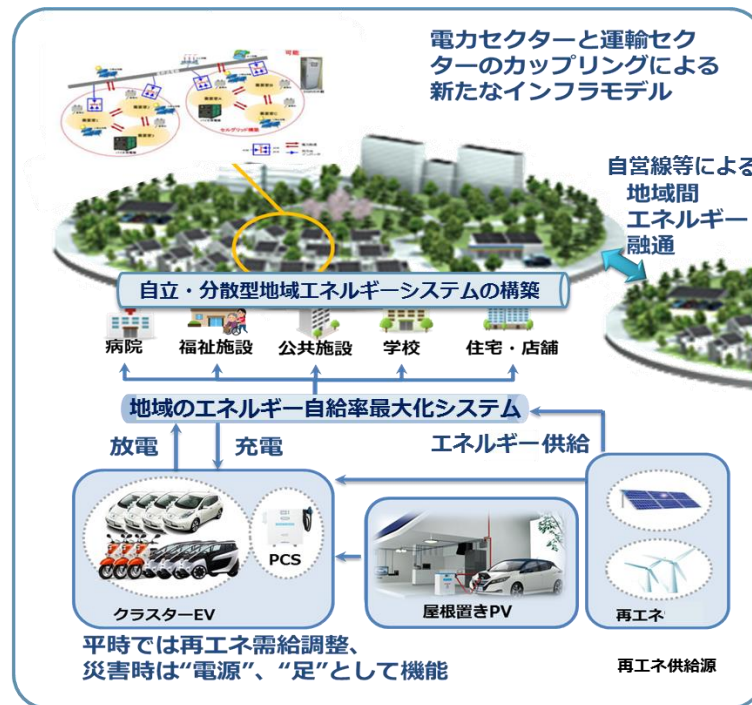 可能
電力セクターと運輸セク
ターのカップリングによる
新たなインフラモデル
自営線等による
地域間
エネルギー
融通
自立・分散型地域エネルギーシステムの構築
病院
福祉施設
公共施設
学校
住宅・店舗
地域のエネルギー自給率最大化システム
放電
充電
エネルギー供給
PCS
クラスターEV
屋根置きPV
再エネ
平時では再エネ需給調整、
災害時は“電源”、“足”として機能
再エネ供給源